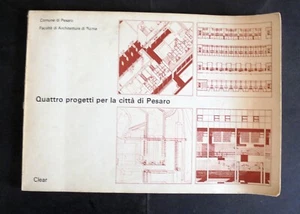 Comune di Pesaro
Facoltà di Architettura di Roma
Quattro progetti per la città di Pesaro
Clear